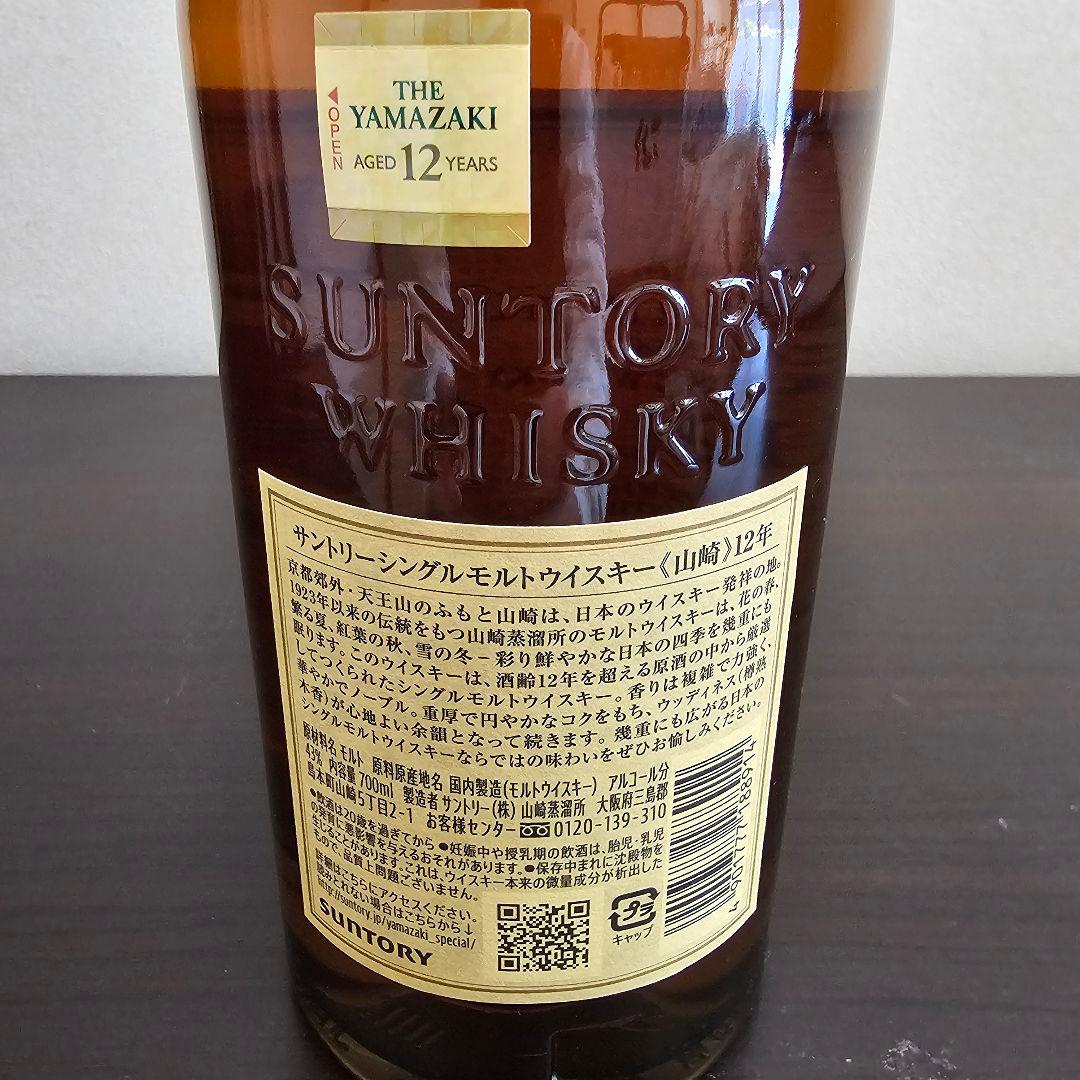 OPEN
THE
YAMAZAKI
AGED 12 YEARS
SUNTORY
WHISKY
サントリーシングルモルトウイスキー《山崎》12年
京都郊外・天王山のふもと山崎は、日本のウイスキー発祥の地。
1923年以来の伝統をもつ山崎蒸溜所のモルトウイスキーは、花の春、
繁る夏、紅葉の秋、雪の冬－彩り鮮やかな日本の四季を幾重にも
眠ります。このウイスキーは、酒齢12年を超える原酒の中から厳選
してつくられたシングルモルトウイスキー。香りは複雑で力強く、
華やかでノーブル。重厚で円やかなコクをもち、ウッディネス(樽熟
木香)が心地よい余韻となって続きます。幾重にも広がる日本の
シングルモルトウイスキーならではの味わいをぜひお愉しみください。
原材料名 モルト 原料原産地名 国内製造(モルトウイスキー) アルコール分
43% 内容量700ml 製造者 サントリー(株) 山崎蒸溜所 大阪府三島郡
島本町山崎5丁目2-1 お客様センター 0120-139-310
●飲酒は20歳を過ぎてから ●妊娠中や授乳期の飲酒は、胎児・乳児
の発育に悪影響を与えるおそれがあります。●保存中まれに沈殿物を
生じることがあります。これは、ウイスキー本来の微量成分が析出した
もので、品質上問題ございません。
詳細はこちらにアクセスください。
読みとれない場合はこちらから↓
http://suntory.jp/yamazaki_special/
SUNTORY
キャップ
4 901777 188914